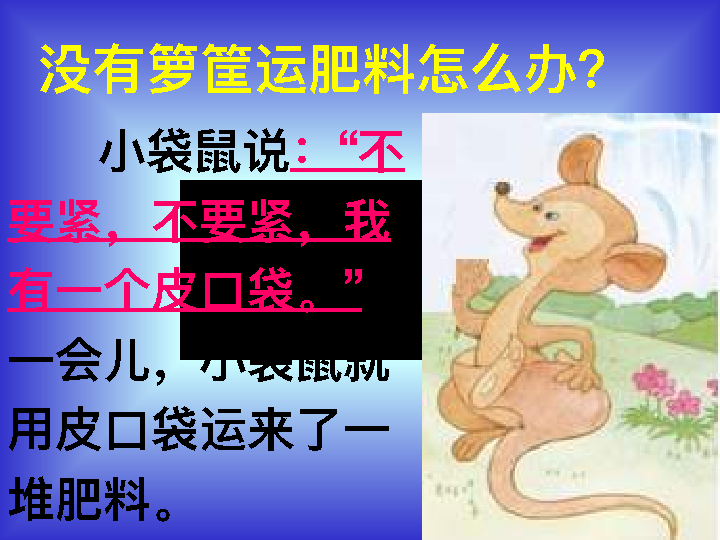 没有箩筐运肥料怎么办?
小袋鼠说：“不
要紧，不要紧，我
有一个皮口袋。”
一会儿，小袋鼠就
用皮口袋运来了一
堆肥料。